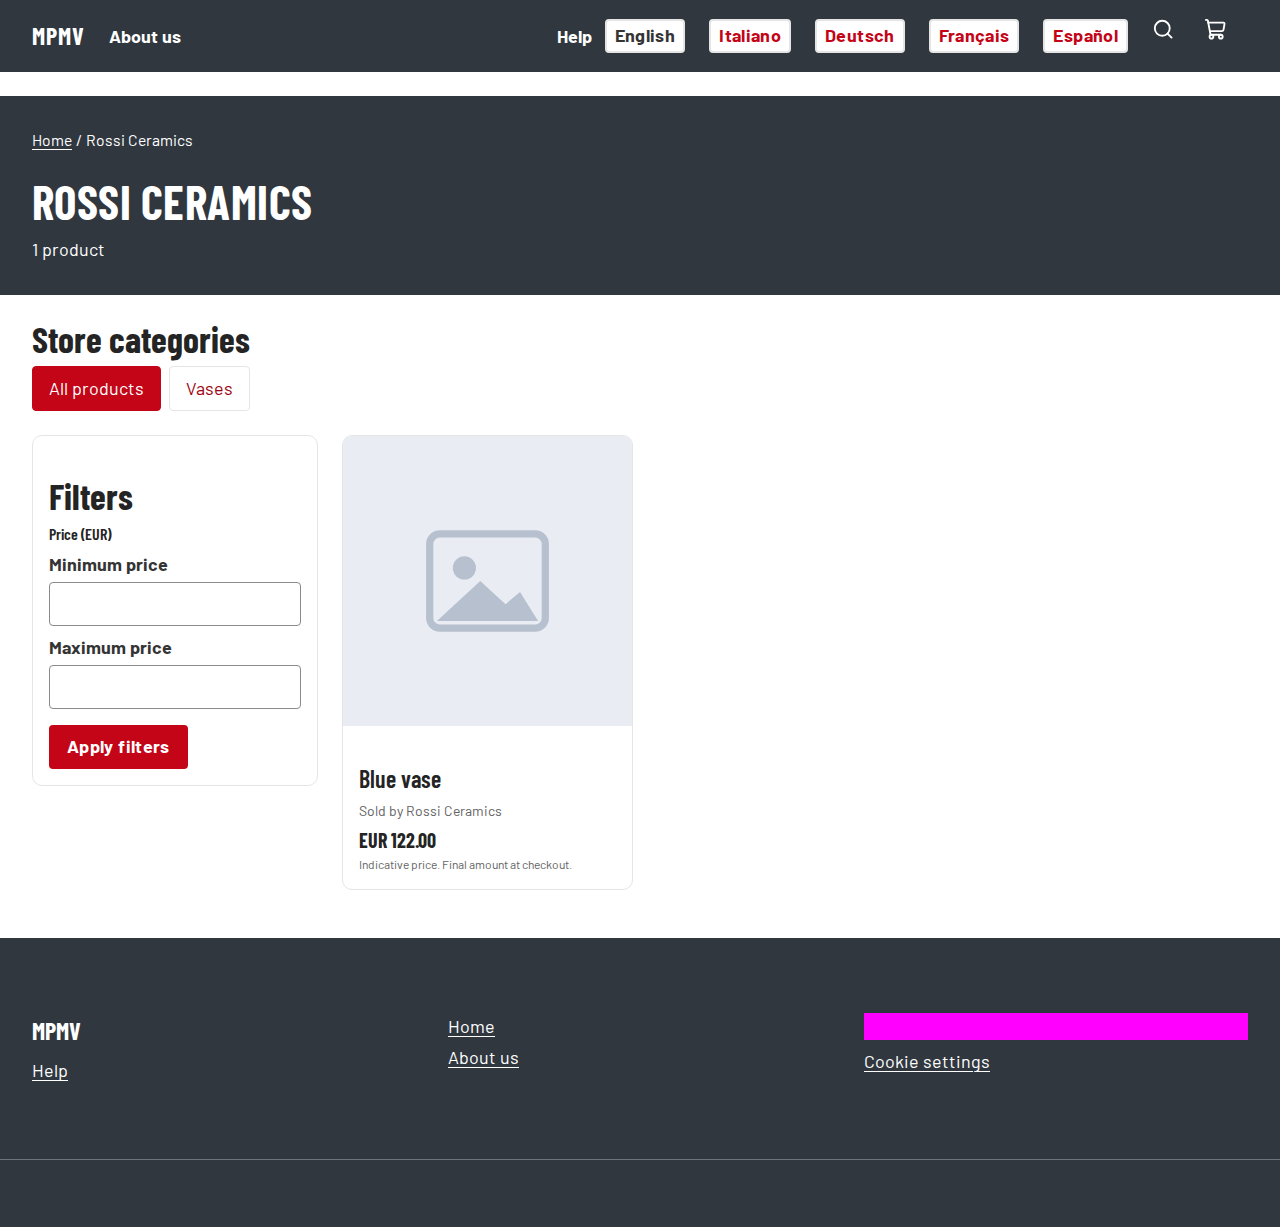 MPMV About us Help English Italiano Deutsch Français Español
Home / Rossi Ceramics
ROSSI CERAMICS
1 product
Store categories
All products Vases
Filters
Price (EUR)
Minimum price
Maximum price
Apply filters
Blue vase
Sold by Rossi Ceramics
EUR 122.00
Indicative price. Final amount at checkout.
MPMV
Help
Home
About us
Cookie settings